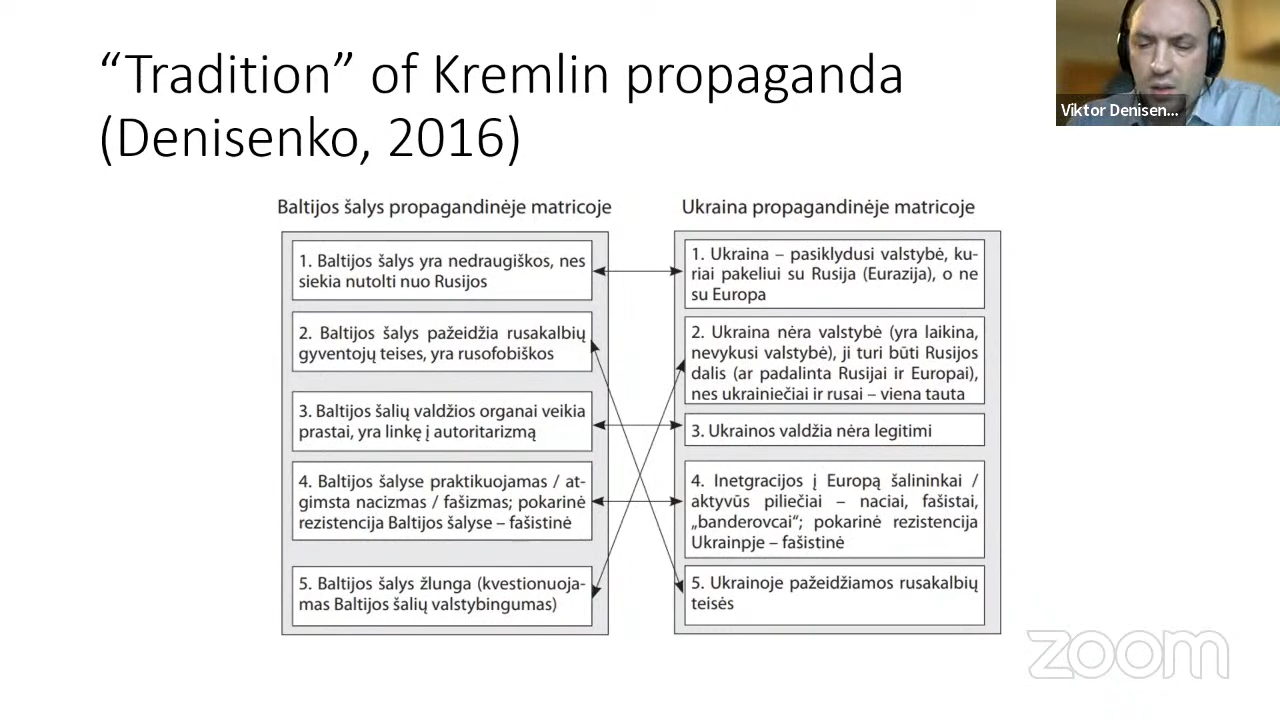 “Tradition” of Kremlin propaganda
(Denisenko, 2016)
Viktor Denisen...
Baltijos šalys propagandinėje matricoje
1. Baltijos šalys yra nedraugiškos, nes
siekia nutolti nuo Rusijos
2. Baltijos šalys pažeidžia rusakalbių
gyventojų teises, yra rusofobiškos
3. Baltijos šalių valdžios organai veikia
prastai, yra linkę į autoritarizmą
4. Baltijos šalyse praktikuojamas / at-
gimsta nacizmas / fašizmas; pokarinė
rezistencija Baltijos šalyse – fašistinė
5. Baltijos šalys žlunga (kvestionuoja-
mas Baltijos šalių valstybingumas)
Ukraina propagandinėje matricoje
1. Ukraina – pasiklydusi valstybė, ku-
riai pakeliui su Rusija (Eurazija), o ne
su Europa
2. Ukraina nėra valstybė (yra laikina,
nevykusi valstybė), ji turi būti Rusijos
dalis (ar padalinta Rusijai ir Europai),
nes ukrainiečiai ir rusai – viena tauta
3. Ukrainos valdžia nėra legitimi
4. Inetgracijos į Europą šalininkai /
aktyvūs piliečiai – naciai, fašistai,
„banderovcai“; pokarinė rezistencija
Ukrainpje – fašistinė
5. Ukrainoje pažeidžiamos rusakalbių
teisės
zoom